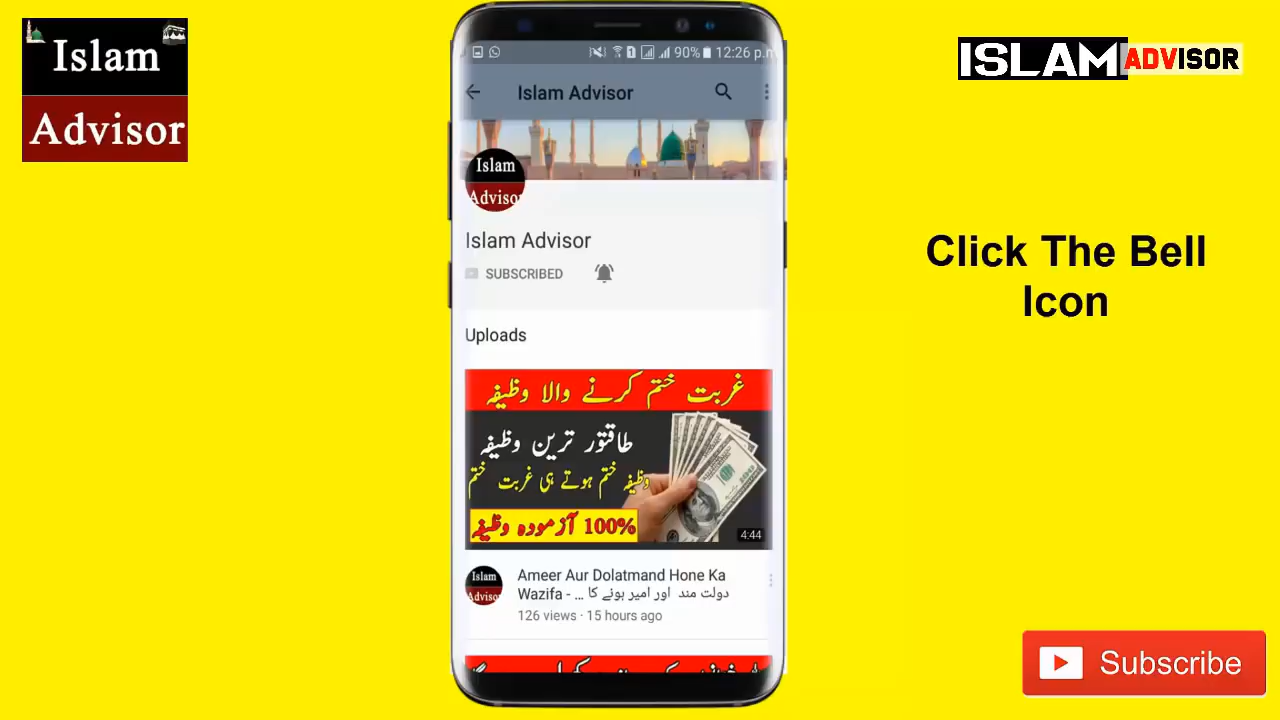 Islam
Advisor
ISLAM ADVISOR
90% 12:26 p.m
Islam Advisor
Islam
Advisor
Islam Advisor
SUBSCRIBED
Click The Bell
Icon
Uploads
غربت ختم کرنے والا وظیفہ
طاقتور ترین وظیفہ
وظیفہ ختم ہوتے ہی غربت ختم
100% آزمودہ وظیفہ
4:44
Islam
Advisor
Ameer Aur Dolatmand Hone Ka
Wazifa - ... دولت مند اور امیر ہونے کا
126 views · 15 hours ago
Subscribe